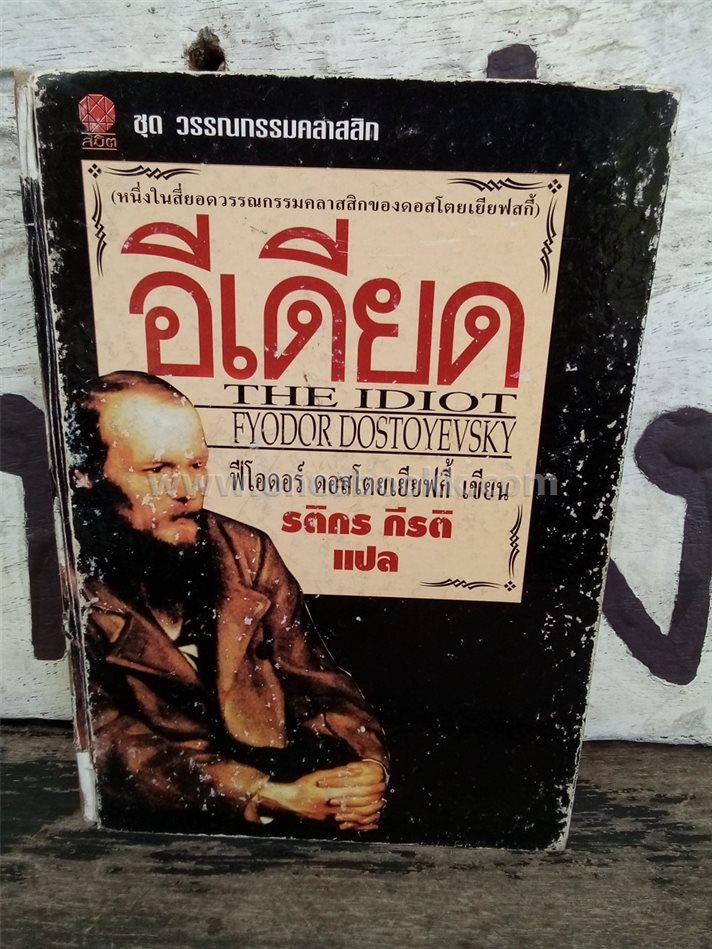 ชุด วรรณกรรมคลาสสิก
สมิต
(หนึ่งในสี่ยอดวรรณกรรมคลาสสิกของดอสโตยเยียฟสกี้)
อีเดียด
THE IDIOT
FYODOR DOSTOYEVSKY
ฟีโอดอร์ ดอสโตยเยียฟกี้ เขียน
รติกร กีรติ
แปล